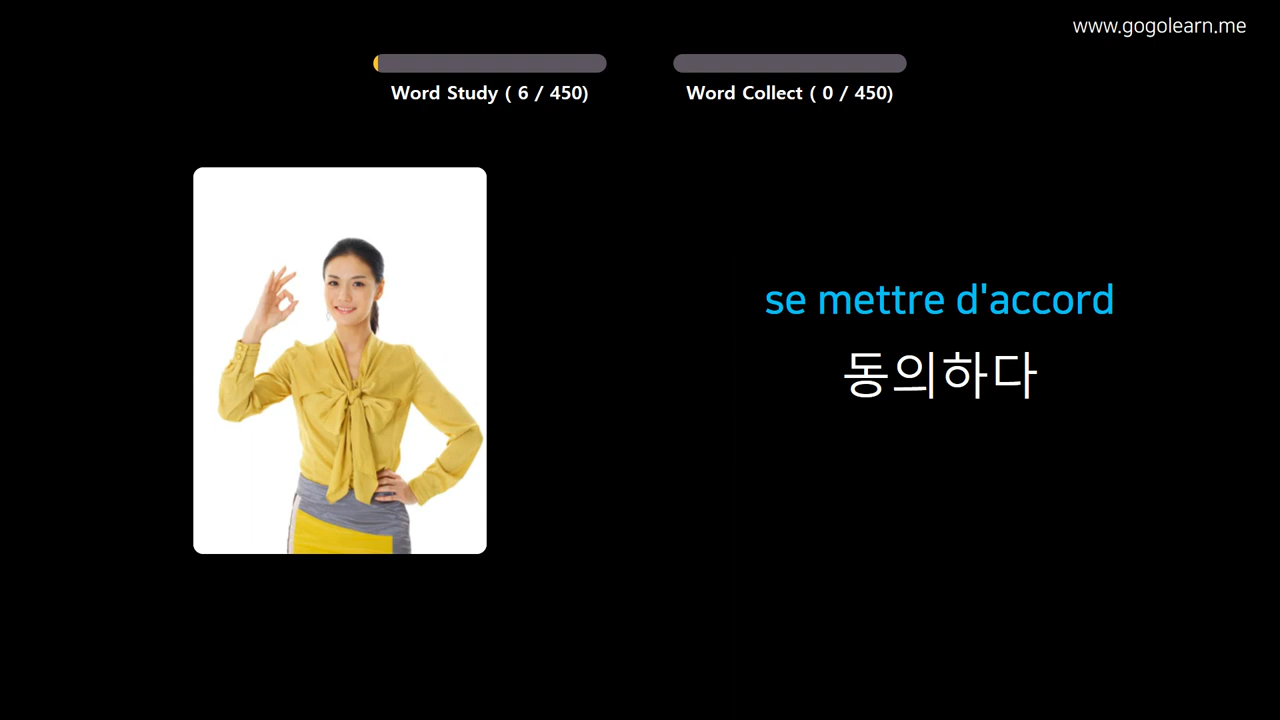 www.gogolearn.me
Word Study ( 6 / 450)
Word Collect ( 0 / 450)
se mettre d'accord
동의하다